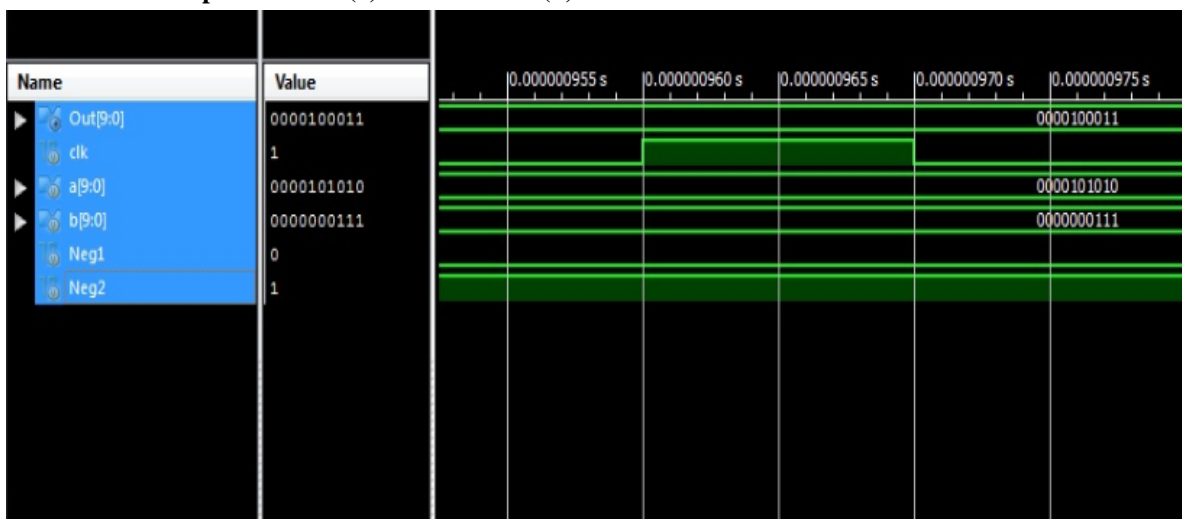 Name Value 0.000000955 s 0.000000960 s 0.000000965 s 0.000000970 s 0.000000975 s
Out[9:0] 0000100011 0000100011
clk 1
a[9:0] 0000101010 0000101010
b[9:0] 0000000111 0000000111
Neg1 0
Neg2 1